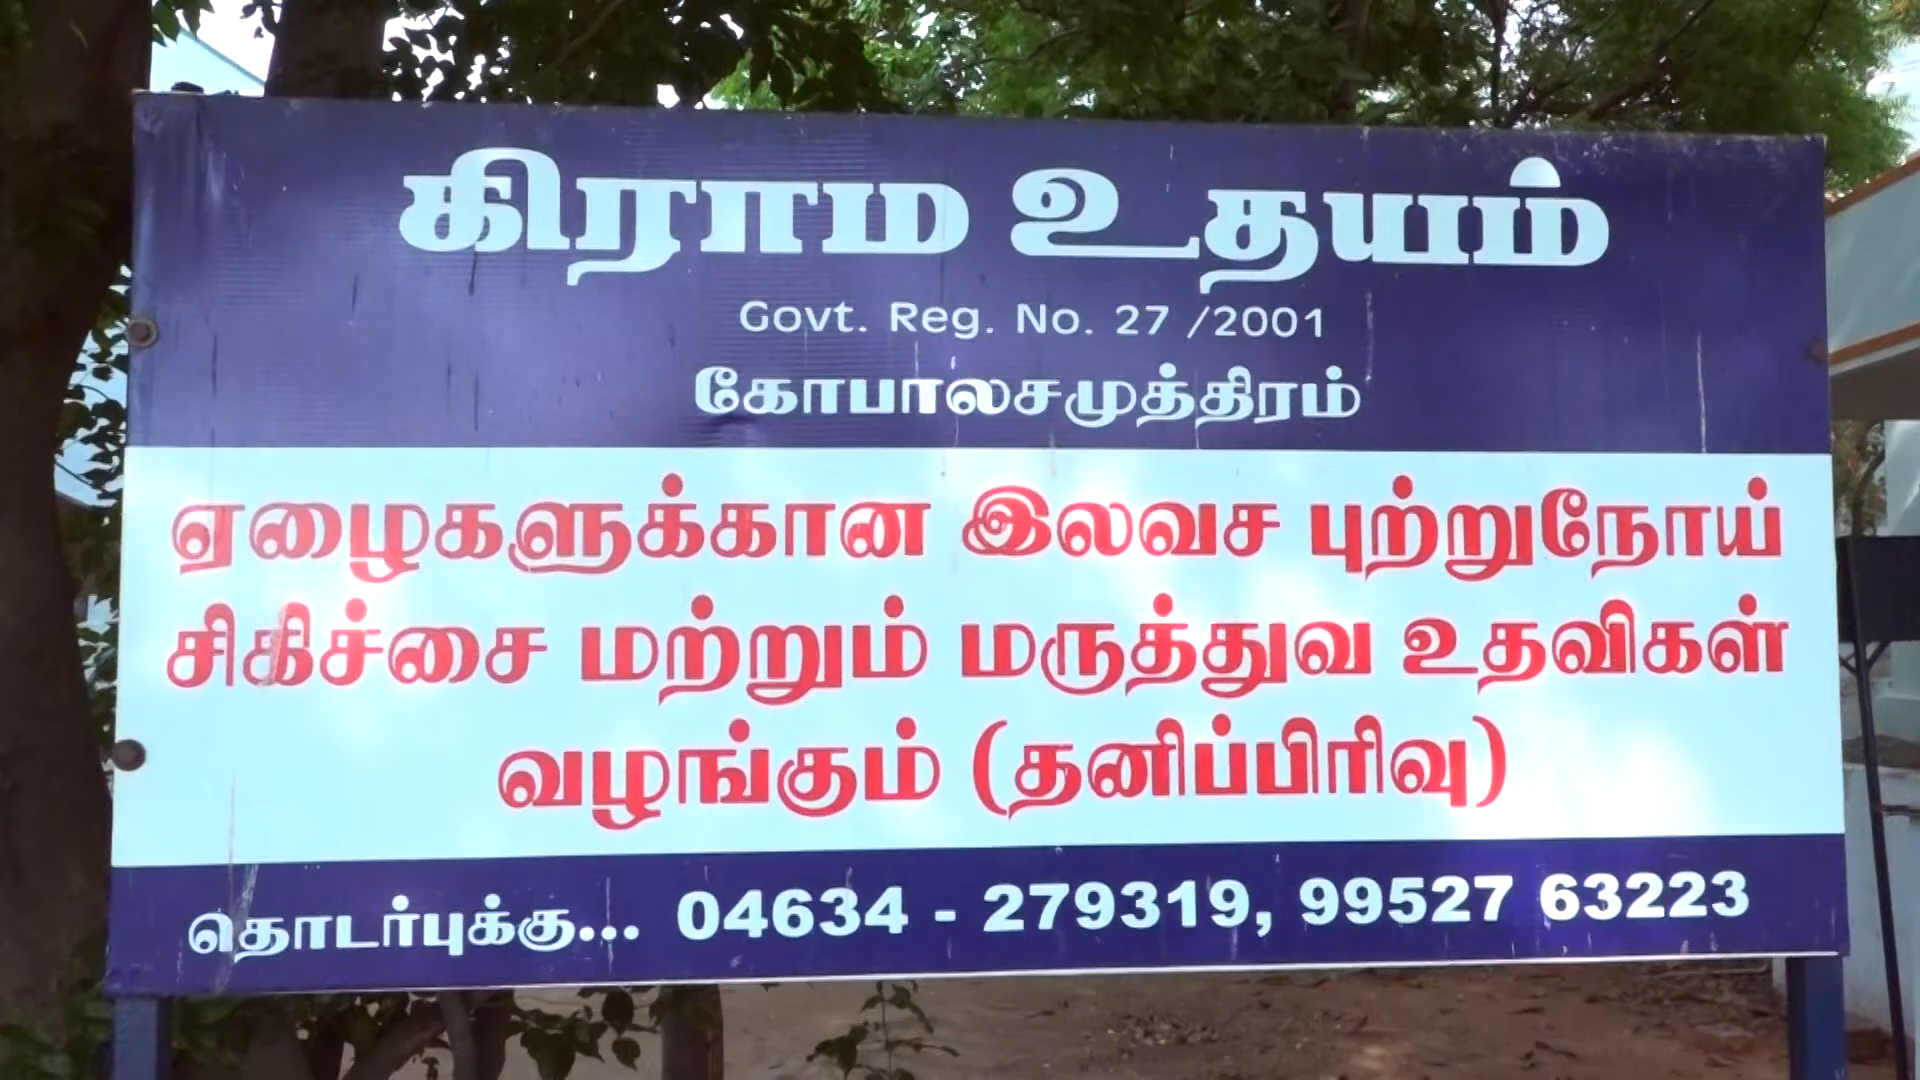 கிராம உதயம்
Govt. Reg. No. 27 /2001
கோபாலசமுத்திரம்
ஏழைகளுக்கான இலவச புற்றுநோய்
சிகிச்சை மற்றும் மருத்துவ உதவிகள்
வழங்கும் (தனிப்பிரிவு)
தொடர்புக்கு... 04634 - 279319, 99527 63223